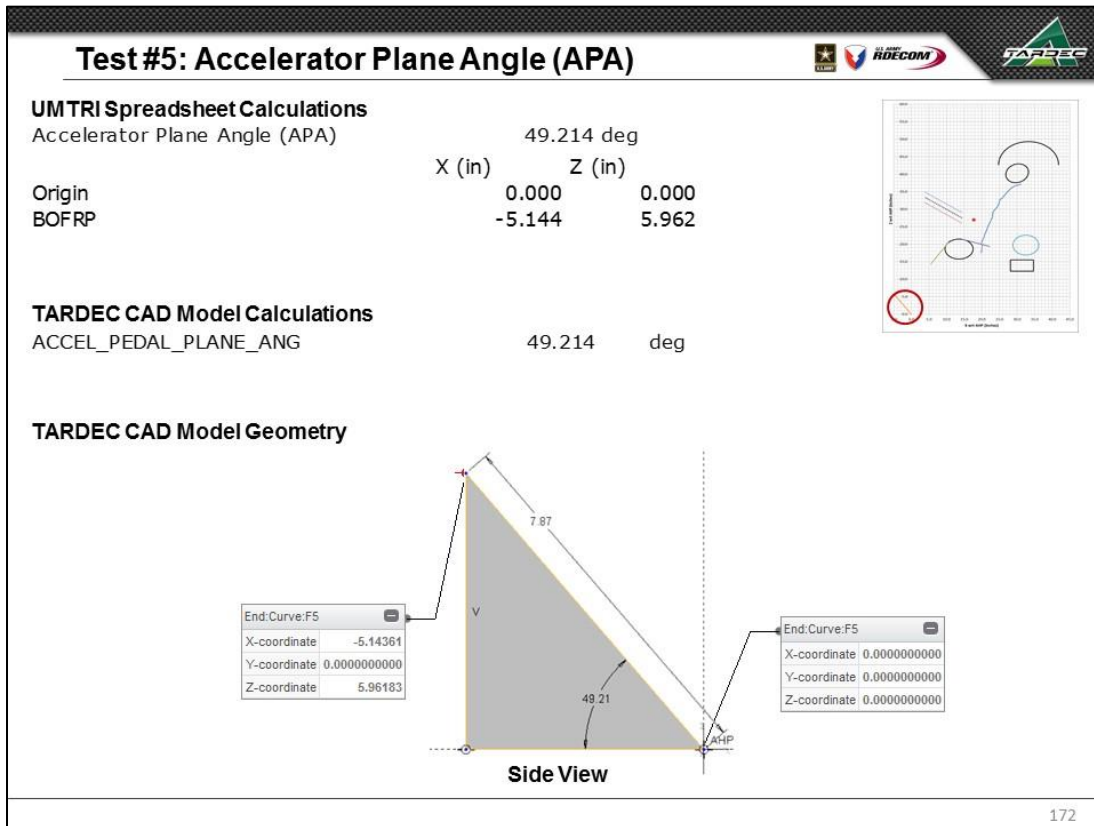 Test #5: Accelerator Plane Angle (APA)
U.S. ARMY
U.S. ARMY
RDECOM
TARDEC
UMTRI Spreadsheet Calculations
Accelerator Plane Angle (APA) 49.214 deg
X (in) Z (in)
Origin 0.000 0.000
BOFRP -5.144 5.962
TARDEC CAD Model Calculations
ACCEL_PEDAL_PLANE_ANG 49.214 deg
TARDEC CAD Model Geometry
7.87
V
End:Curve:F5
X-coordinate -5.14361
Y-coordinate 0.0000000000
Z-coordinate 5.96183
49.21
AHP
End:Curve:F5
X-coordinate 0.0000000000
Y-coordinate 0.0000000000
Z-coordinate 0.0000000000
Side View
172